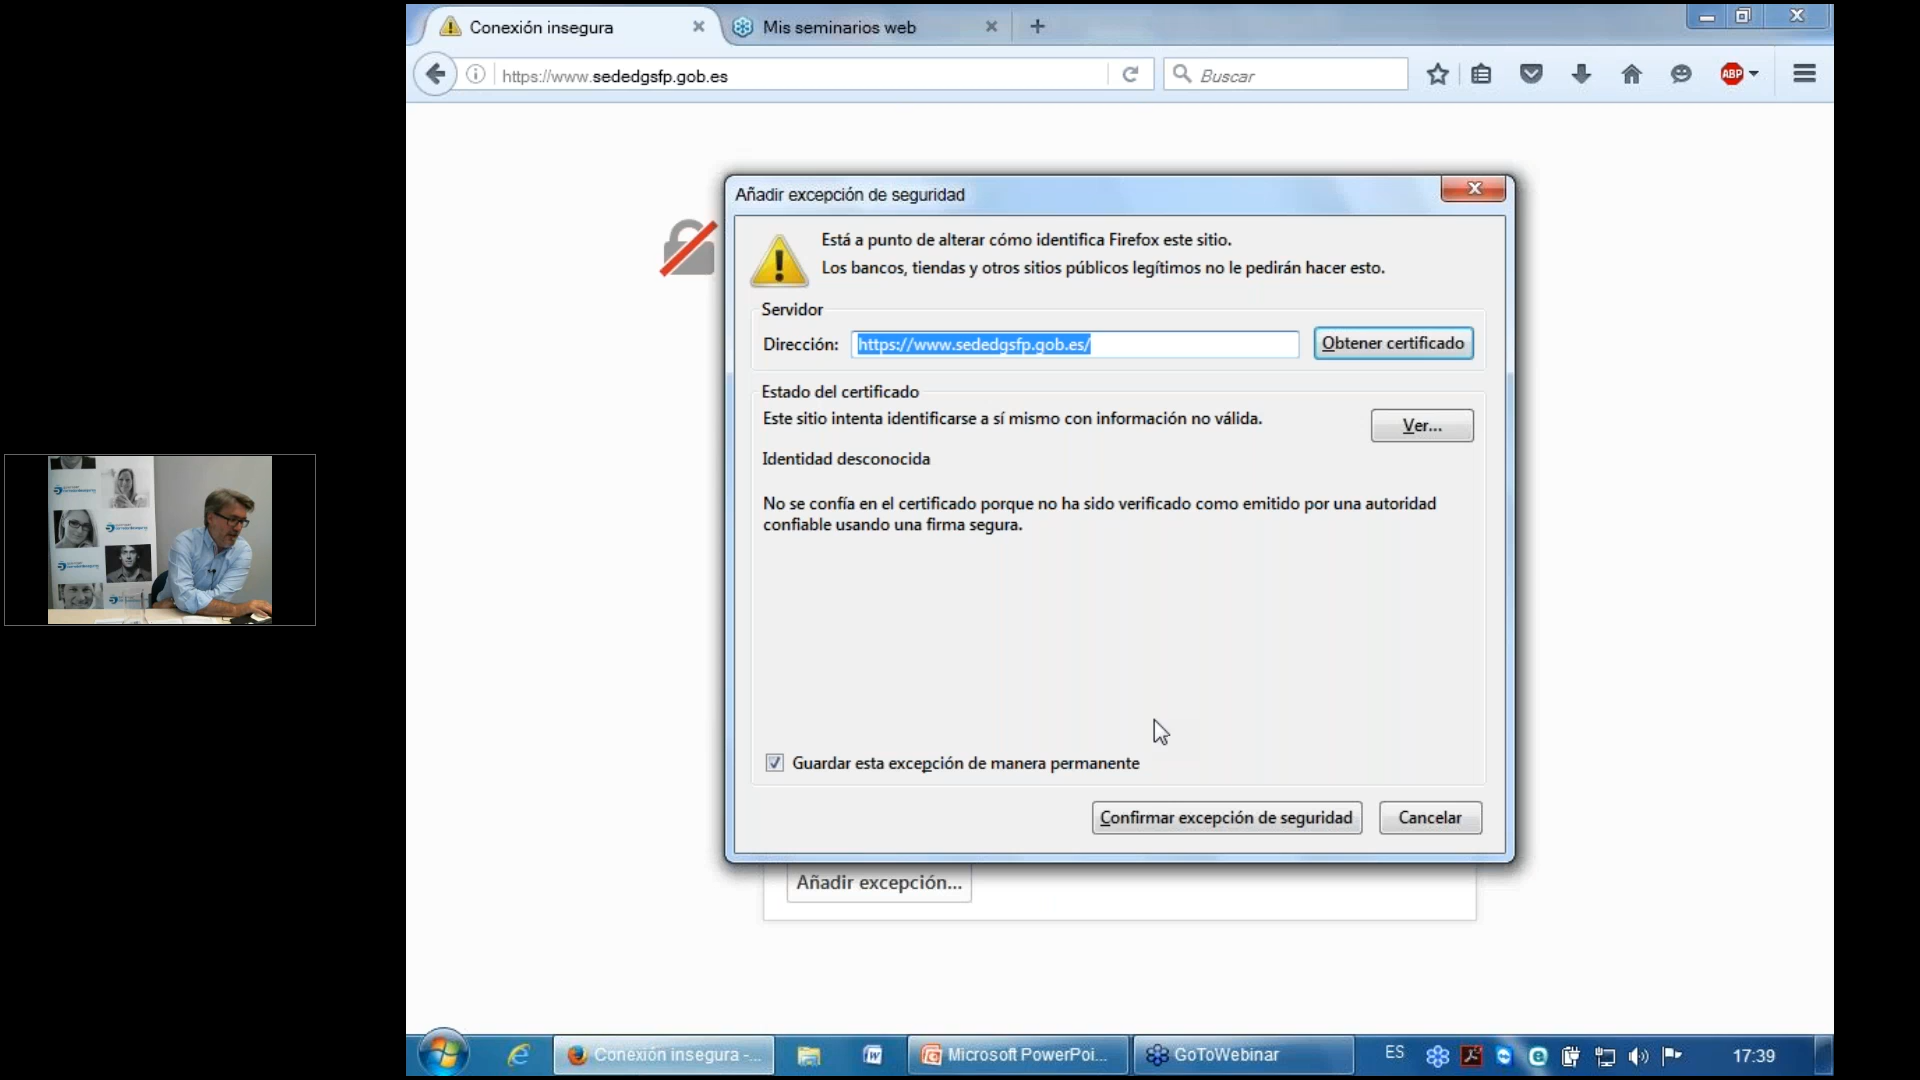 Conexión insegura
Mis seminarios web
https://www.sededgsfp.gob.es
Buscar
ABP
Añadir excepción de seguridad
Está a punto de alterar cómo identifica Firefox este sitio.
Los bancos, tiendas y otros sitios públicos legítimos no le pedirán hacer esto.
Servidor
Dirección:
https://www.sededgsfp.gob.es/
Obtener certificado
Estado del certificado
Este sitio intenta identificarse a sí mismo con información no válida.
Ver...
Identidad desconocida
No se confía en el certificado porque no ha sido verificado como emitido por una autoridad
confiable usando una firma segura.
Guardar esta excepción de manera permanente
Confirmar excepción de seguridad
Cancelar
Añadir excepción...
Conexión insegura -...
Microsoft PowerPoi...
GoToWebinar
ES
17:39